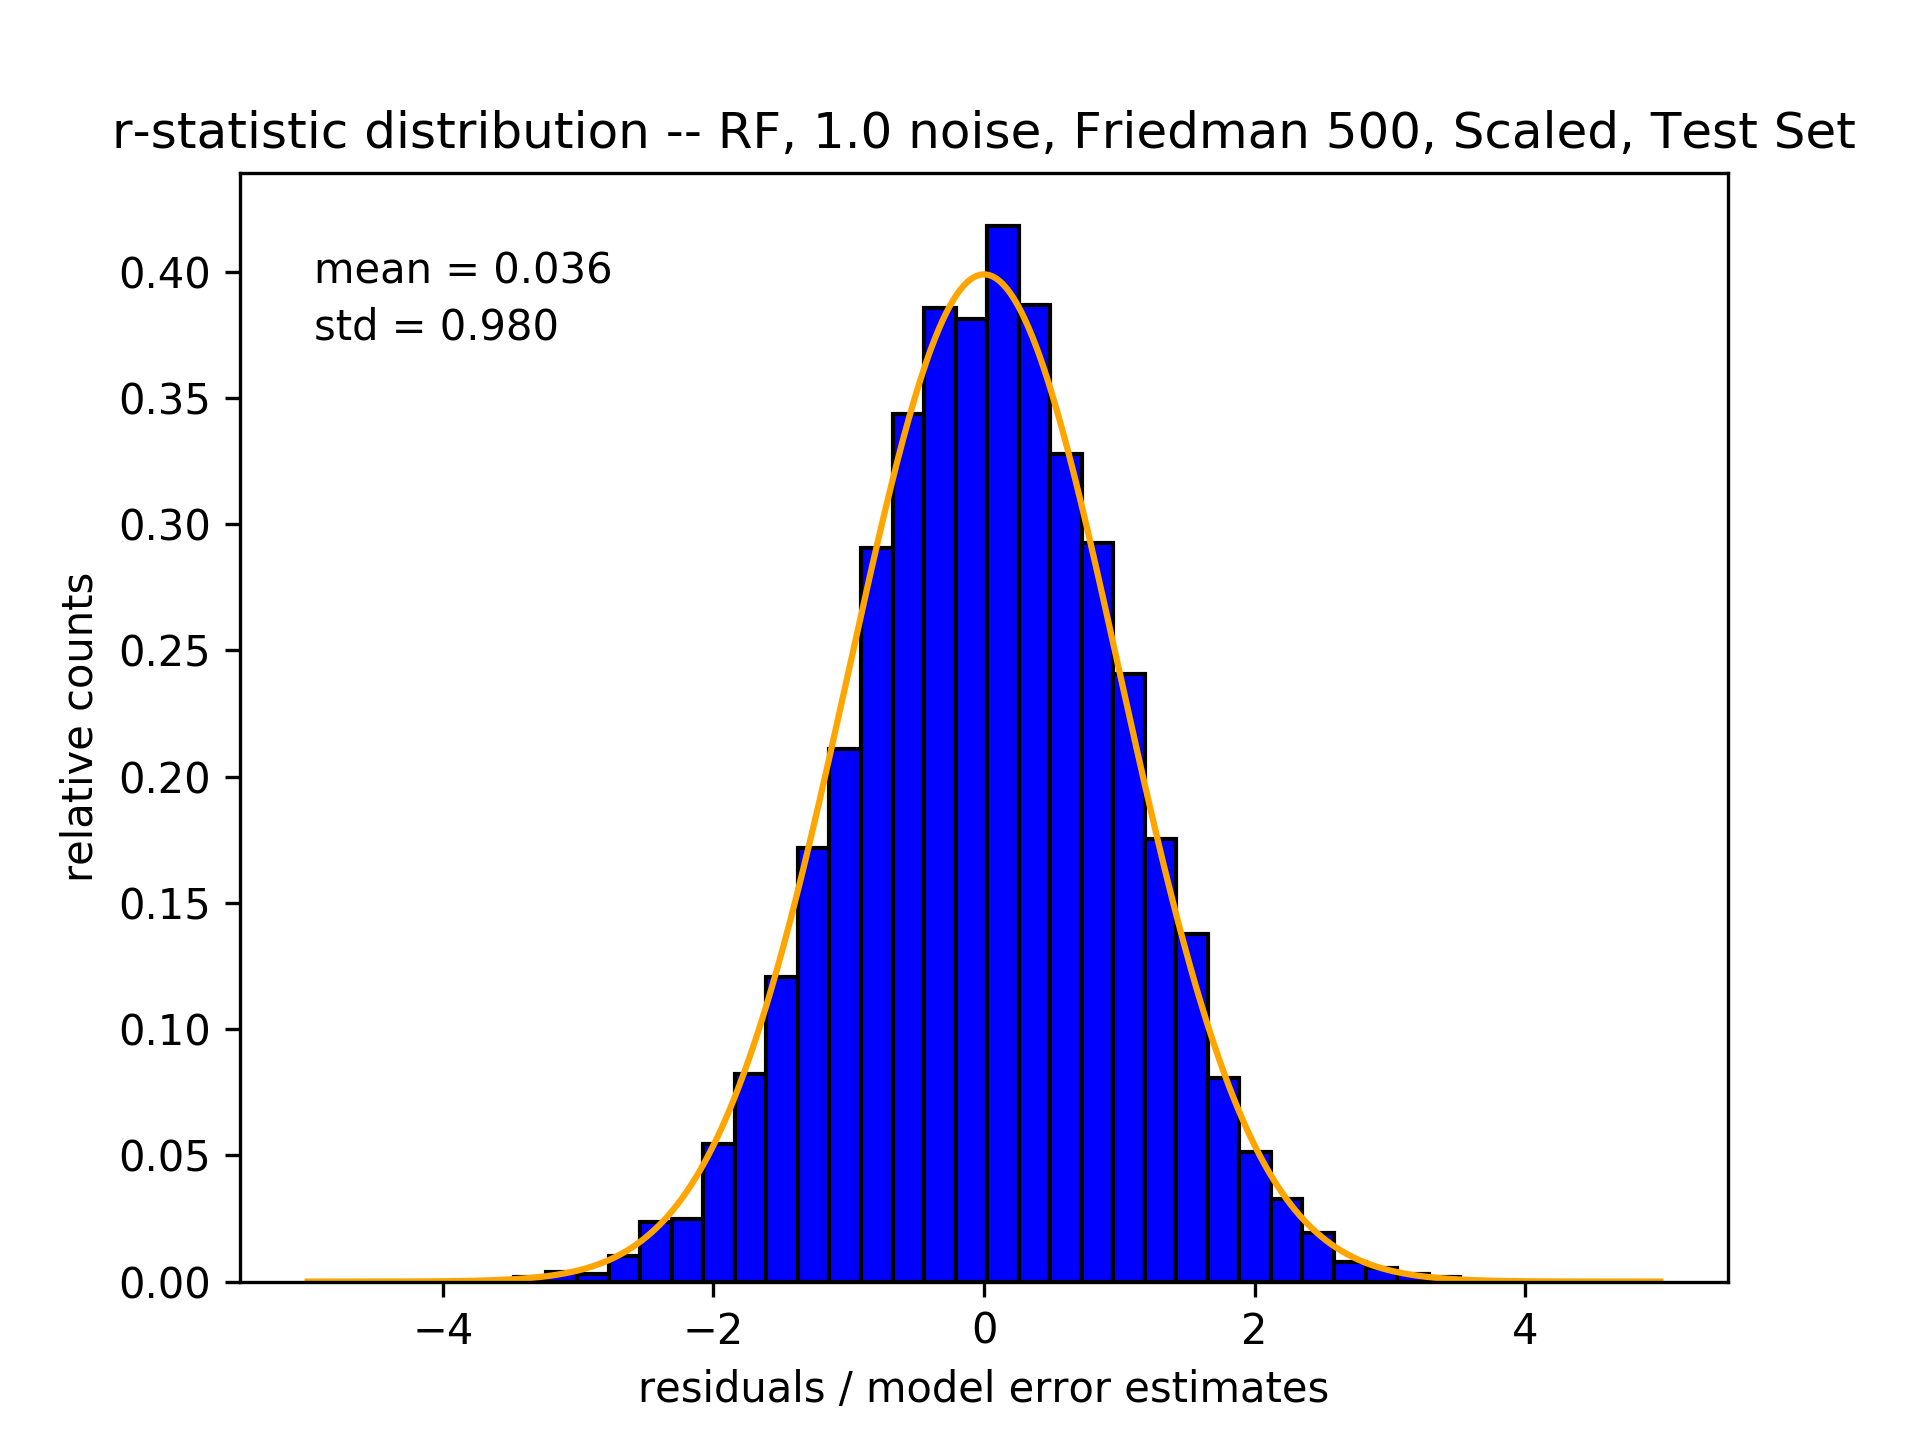 r-statistic distribution -- RF, 1.0 noise, Friedman 500, Scaled, Test Set
mean = 0.036
std = 0.980
0.40
0.35
0.30
0.25
0.20
0.15
0.10
0.05
0.00
relative counts
−4
−2
0
2
4
residuals / model error estimates